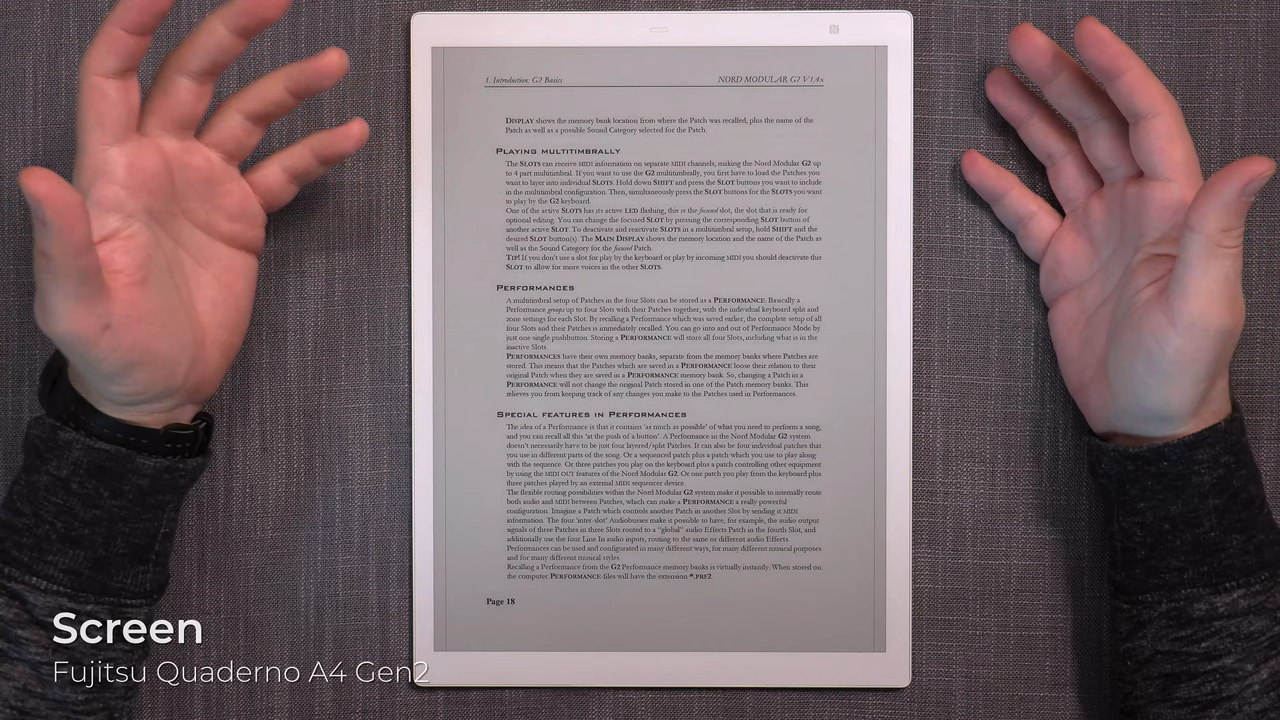 1. Introduction: G2 Basics NORD MODULAR G2 V1.4x
DISPLAY shows the memory bank location from where the Patch was recalled, plus the name of the
Patch as well as a possible Sound Category selected for the Patch.
PLAYING MULTITIMBRALLY
The SLOTS can receive MIDI information on separate MIDI channels, making the Nord Modular G2 up
to 4 part multimbral. If you want to use the G2 multimbrally, you first have to load the Patches you
want to layer into individual SLOTS. Hold down SHIFT and press the SLOT buttons you want to include
in the multimbral configuration. Then, simultaneously press the SLOT buttons for the SLOTS you want
to play by the G2 keyboard.
One of the active SLOTS has its active LED flashing, this is the focused slot, the slot that is ready for
optional editing. You can change the focused SLOT by pressing the corresponding SLOT button of
another active SLOT. To deactivate and reactivate SLOTS in a multimbral setup, hold SHIFT and the
desired SLOT button(s). The MAIN DISPLAY shows the memory location and the name of the Patch as
well as the Sound Category for the focused Patch.
TIP! If you don't use a slot for play by the keyboard or play by incoming MIDI you should deactivate this
SLOT to allow for more voices in the other SLOTS.
PERFORMANCES
A multimbral setup of Patches in the four Slots can be stored as a PERFORMANCE. Basically a
Performance groups up to four Slots with their Patches together, with the individual keyboard split and
zone settings for each Slot. By recalling a Performance which was saved earlier, the complete setup of all
four Slots and their Patches is immediately recalled. You can go into and out of Performance Mode by
just one single pushbutton. Storing a PERFORMANCE will store all four Slots, including what is in the
inactive Slots.
PERFORMANCES have their own memory banks, separate from the memory banks where Patches are
stored. This means that the Patches which are saved in a PERFORMANCE loose their relation to their
original Patch when they are saved in a PERFORMANCE memory bank. So, changing a Patch in a
PERFORMANCE will not change the original Patch stored in one of the Patch memory banks. This
relieves you from keeping track of any changes you make to the Patches used in Performances.
SPECIAL FEATURES IN PERFORMANCES
The idea of a Performance is that it contains 'as much as possible' of what you need to perform a song,
and you can recall all this 'at the push of a button'. A Performance in the Nord Modular G2 system
doesn't necessarily have to be just four layered/split Patches. It can also be four individual patches that
you use in different parts of the song. Or a sequenced patch plus a patch which you use to play along
with the sequence. Or three patches you play on the keyboard plus a patch controlling other equipment
by using the MIDI OUT features of the Nord Modular G2. Or one patch you play from the keyboard plus
three patches played by an external MIDI sequencer device.
The flexible routing possibilities within the Nord Modular G2 system make it possible to internally route
both audio and MIDI between Patches, which can make a PERFORMANCE a really powerful
configuration. Imagine a Patch which controls another Patch in another Slot by sending it MIDI
information. The four 'inter-slot' Audiobusses make it possible to have, for example, the audio output
signals of three Patches in three Slots routed to a "global" audio Effects Patch in the fourth Slot, and
additionally use the four Line In audio inputs, routing to the same or different audio Effects.
Performances can be used and configurated in many different ways, for many different musical purposes
and for many different musical styles.
Recalling a Performance from the G2 Performance memory banks is virtually instantly. When stored on
the computer PERFORMANCE files will have the extension *.PRF2.
Page 18
Screen
Fujitsu Quaderno A4 Gen2